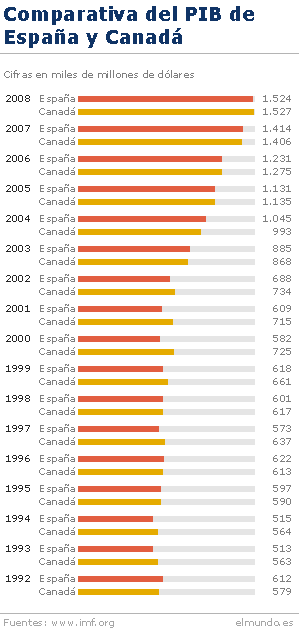 Comparativa del PIB de
España y Canadá
Cifras en miles de millones de dólares
2008 España 1.524
Canadá 1.527
2007 España 1.414
Canadá 1.406
2006 España 1.231
Canadá 1.275
2005 España 1.131
Canadá 1.135
2004 España 1.045
Canadá 993
2003 España 885
Canadá 868
2002 España 688
Canadá 734
2001 España 609
Canadá 715
2000 España 582
Canadá 725
1999 España 618
Canadá 661
1998 España 601
Canadá 617
1997 España 573
Canadá 637
1996 España 622
Canadá 613
1995 España 597
Canadá 590
1994 España 515
Canadá 564
1993 España 513
Canadá 563
1992 España 612
Canadá 579
Fuentes: www.imf.org elmundo.es